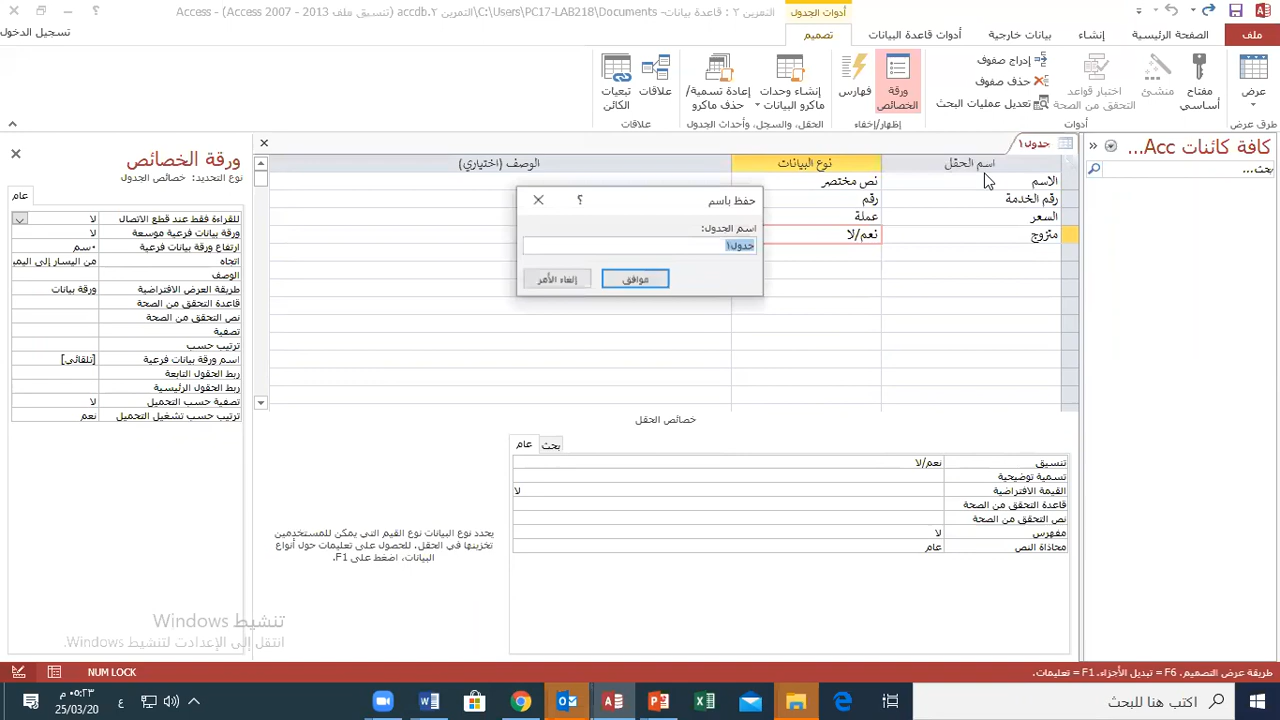 أدوات الجدول
التمرين ٢ : قاعدة بيانات- C:\Users\PC17-LAB218\Documents\التمرين ٢.accdb (تنسيق ملف Access 2007 - 2013) - Access
ملف
الصفحة الرئيسية
إنشاء
بيانات خارجية
أدوات قاعدة البيانات
تصميم
تسجيل الدخول
عرض
مفتاح أساسي
منشئ
اختبار قواعد التحقق من الصحة
إدراج صفوف
حذف صفوف
تعديل عمليات البحث
ورقة الخصائص
فهارس
إنشاء وحدات ماكرو البيانات
إعادة تسمية/حذف ماكرو
علاقات
تبعيات الكائن
طرق عرض
أدوات
إظهار/إخفاء
الحقل، والسجل، وأحداث الجدول
علاقات
كافة كائنات Acc...
بحث...
جدول١
اسم الحقل
نوع البيانات
الوصف (اختياري)
الاسم
نص مختصر
رقم الخدمة
رقم
السعر
عملة
متزوج
نعم/لا
حفظ باسم
?
اسم الجدول:
جدول١
موافق
إلغاء الأمر
ورقة الخصائص
نوع التحديد: خصائص الجدول
عام
للقراءة فقط عند قطع الاتصال
لا
ورقة بيانات فرعية موسعة
لا
ارتفاع ورقة بيانات فرعية
٠سم
اتجاه
من اليسار إلى اليمي
الوصف
طريقة العرض الافتراضية
ورقة بيانات
قاعدة التحقق من الصحة
نص التحقق من الصحة
تصفية
ترتيب حسب
اسم ورقة بيانات فرعية
[تلقائي]
ربط الحقول التابعة
ربط الحقول الرئيسية
تصفية حسب التحميل
لا
ترتيب حسب تشغيل التحميل
نعم
خصائص الحقل
عام
بحث
تنسيق
نعم/لا
تسمية توضيحية
القيمة الافتراضية
لا
قاعدة التحقق من الصحة
نص التحقق من الصحة
مفهرس
لا
محاذاة النص
عام
يحدد نوع البيانات نوع القيم التي يمكن للمستخدمين
تخزينها في الحقل. للحصول على تعليمات حول أنواع
البيانات، اضغط على F1.
تنشيط Windows
انتقل إلى الإعدادت لتنشيط Windows.
طريقة عرض التصميم. F6 = تبديل الأجزاء. F1 = تعليمات.
NUM LOCK
اكتب هنا للبحث
ع
٠٥:٢٣ م
25/03/20